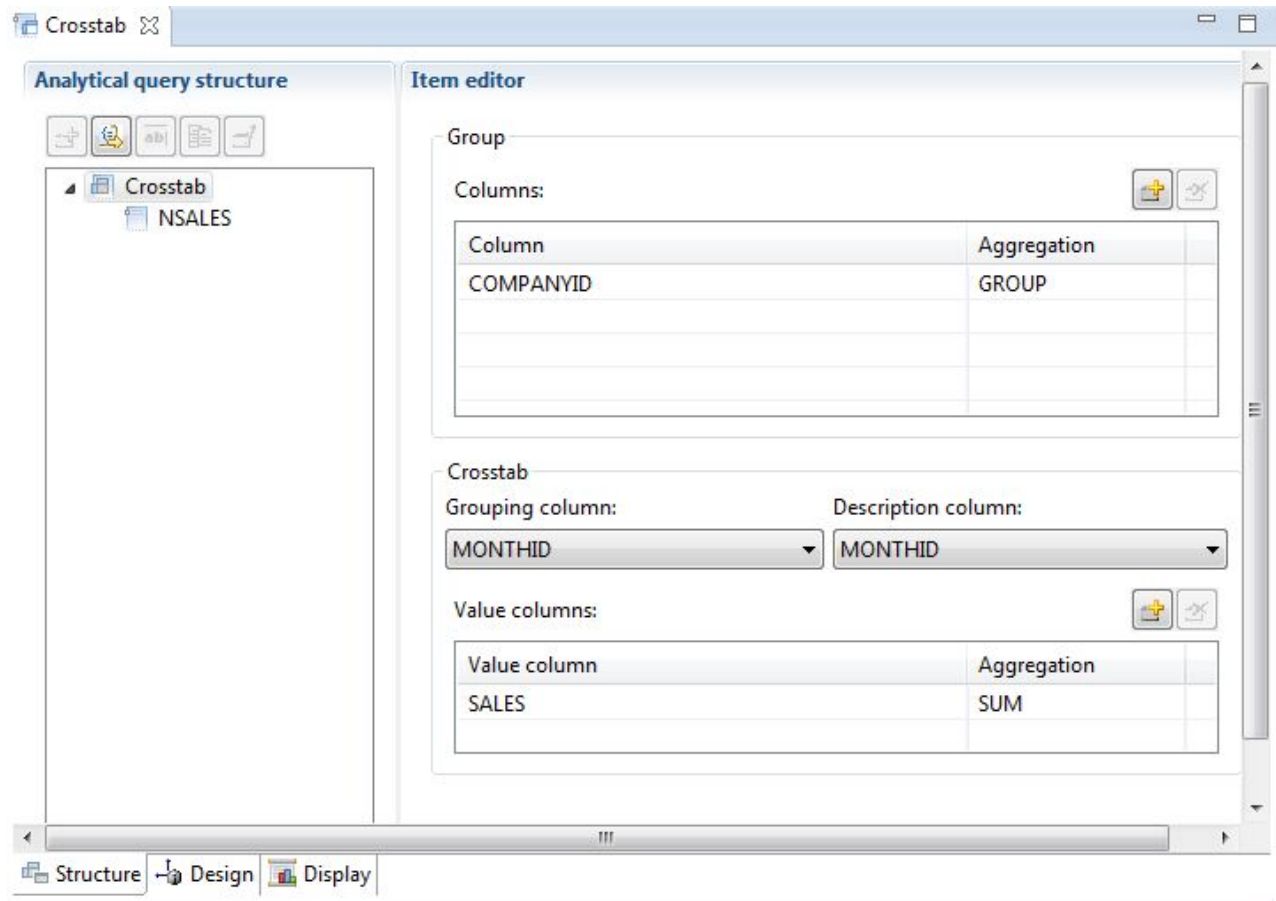 Crosstab
Analytical query structure
Item editor
ab|
Crosstab
NSALES
Group
Columns:
Column Aggregation
COMPANYID GROUP
Crosstab
Grouping column: Description column:
MONTHID MONTHID
Value columns:
Value column Aggregation
SALES SUM
Structure Design Display